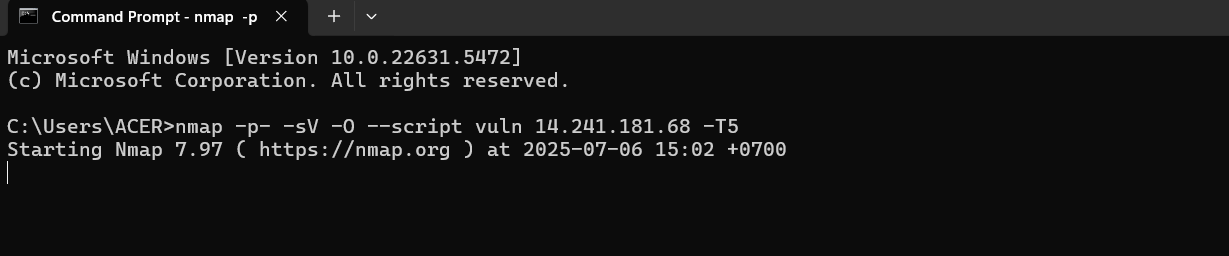 Command Prompt - nmap -p
Microsoft Windows [Version 10.0.22631.5472]
(c) Microsoft Corporation. All rights reserved.
C:\Users\ACER>nmap -p- -sV -O --script vuln 14.241.181.68 -T5
Starting Nmap 7.97 ( https://nmap.org ) at 2025-07-06 15:02 +0700